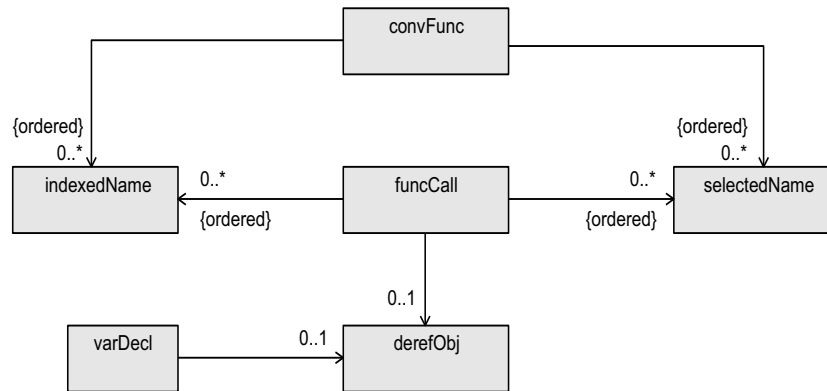 convFunc
{ordered}
0..*
{ordered}
0..*
indexedName
0..*
{ordered}
funcCall
0..*
{ordered}
selectedName
0..1
varDecl
0..1
derefObj